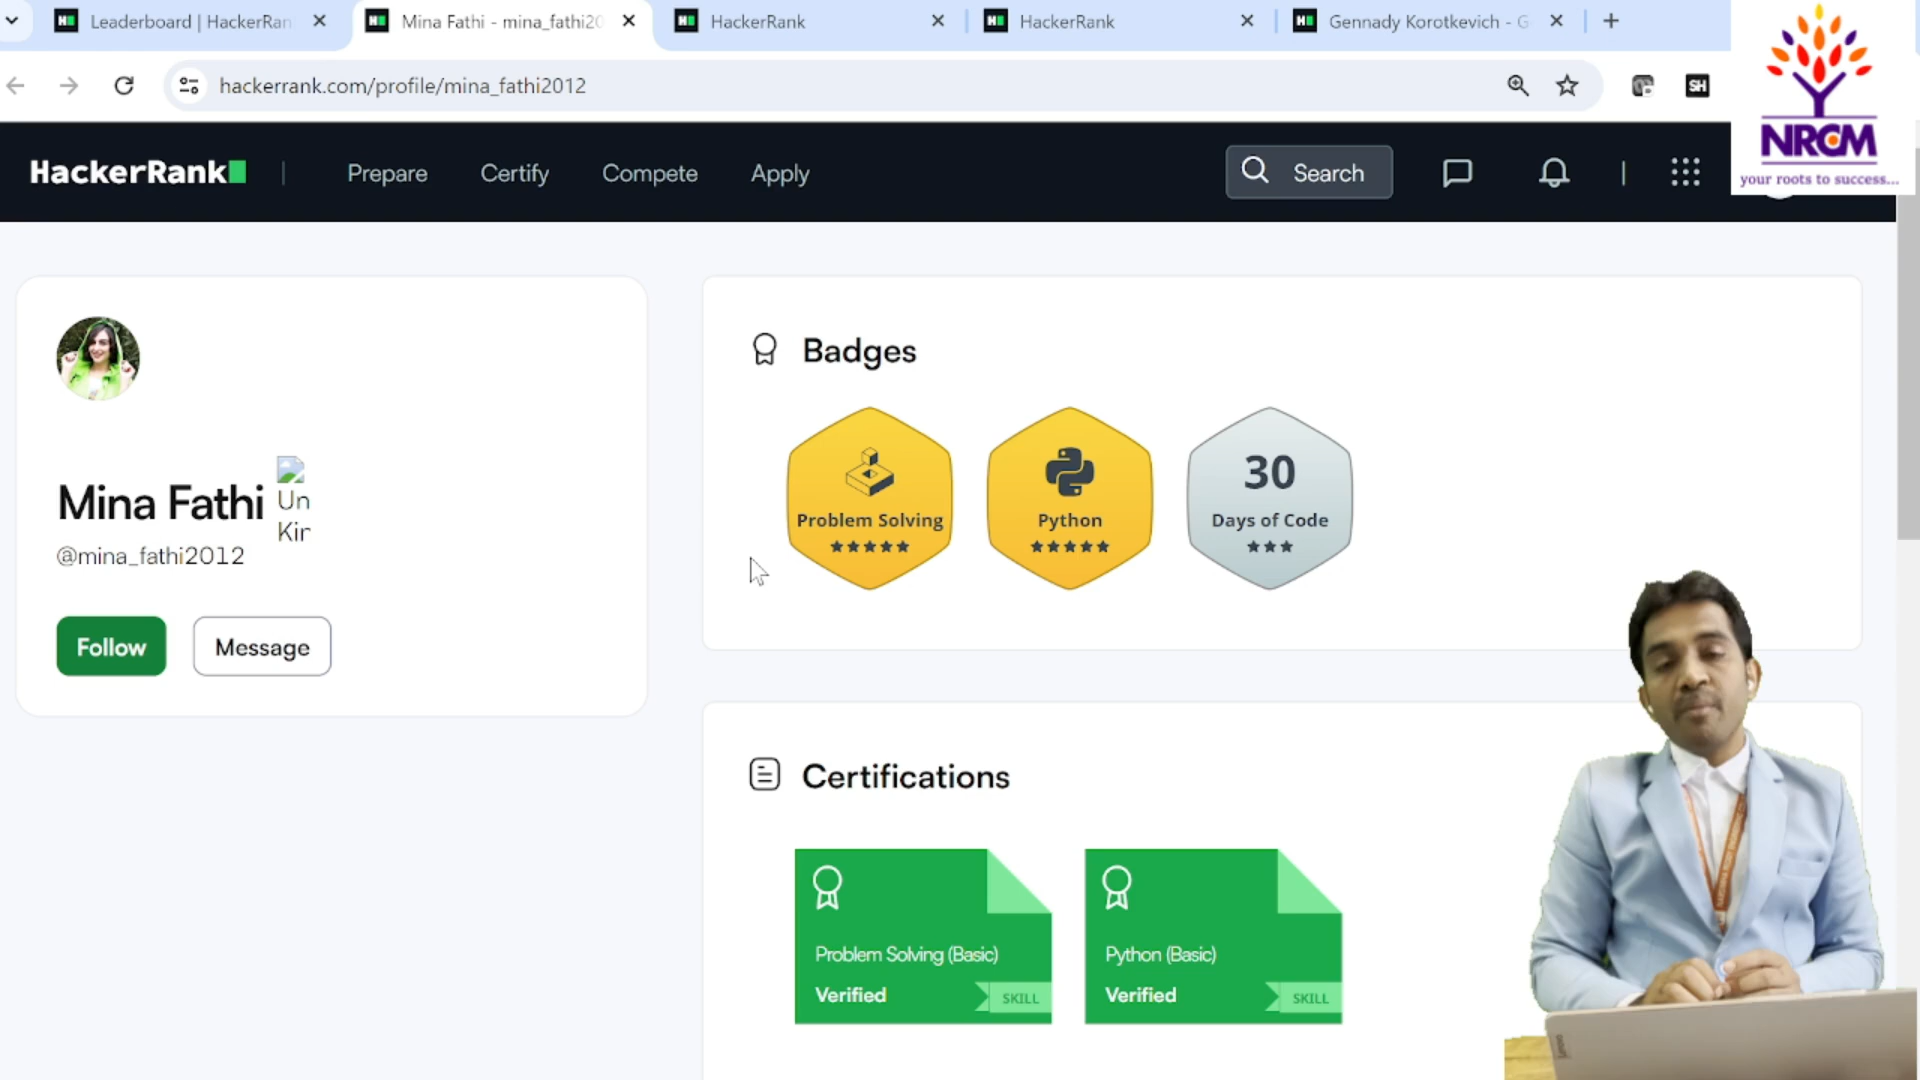 Leaderboard | HackerRan
Mina Fathi - mina_fathi20
HackerRank
HackerRank
Gennady Korotkevich - G
hackerrank.com/profile/mina_fathi2012
SH
NRCM
your roots to success...
HackerRank
Prepare
Certify
Compete
Apply
Search
Mina Fathi
Un
Kir
@mina_fathi2012
Follow
Message
Badges
Problem Solving
Python
30
Days of Code
Certifications
Problem Solving (Basic)
Verified
SKILL
Python (Basic)
Verified
SKILL